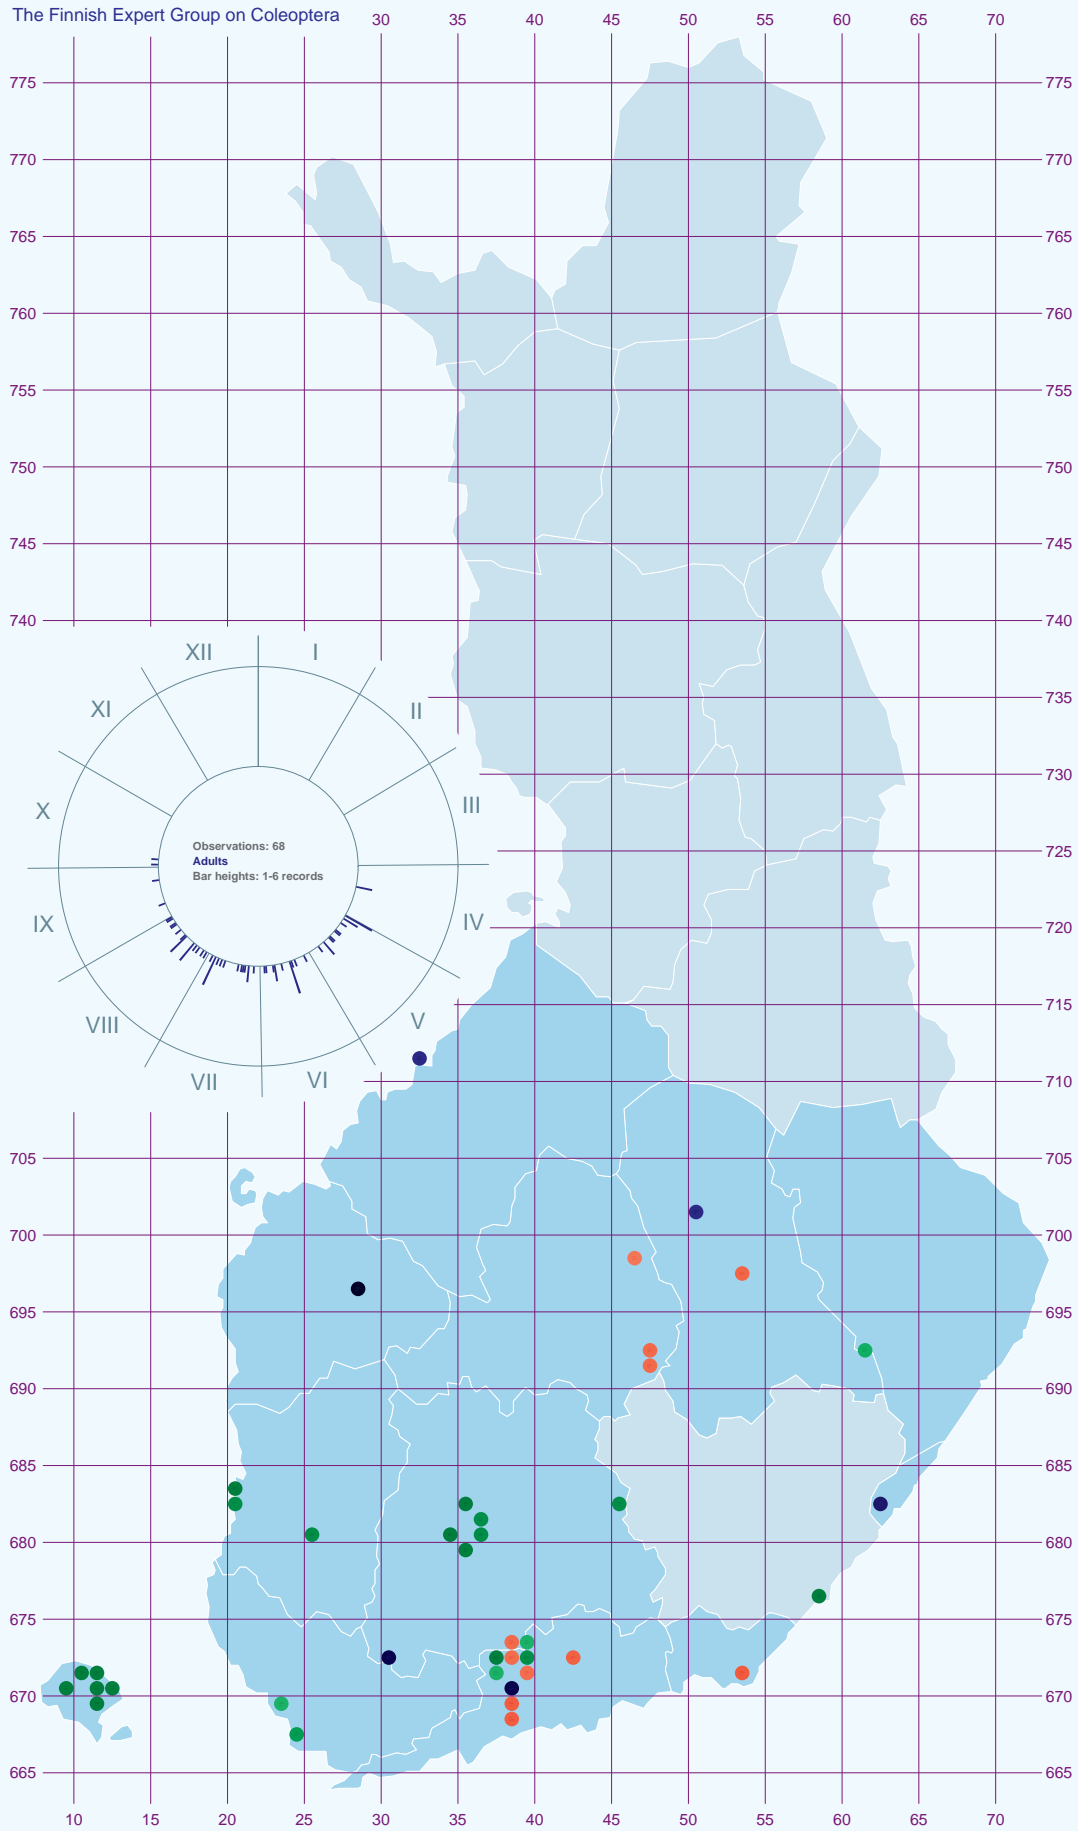 The Finnish Expert Group on Coleoptera
30 40 50 60 70
35 45 55 65
775 775
770 770
765 765
760 760
755 755
750 750
745 745
740 740
XII I
XI II
735
730
X III
Observations: 68
Adults
Bar heights: 1-6 records
725 725
IX IV
720 720
715 715
VIII V
VII VI
710 710
705 705
700 700
695 695
690 690
685 685
680 680
675 675
670 670
665 665
10 15 20 25 30 35 40 45 50 55 60 65 70